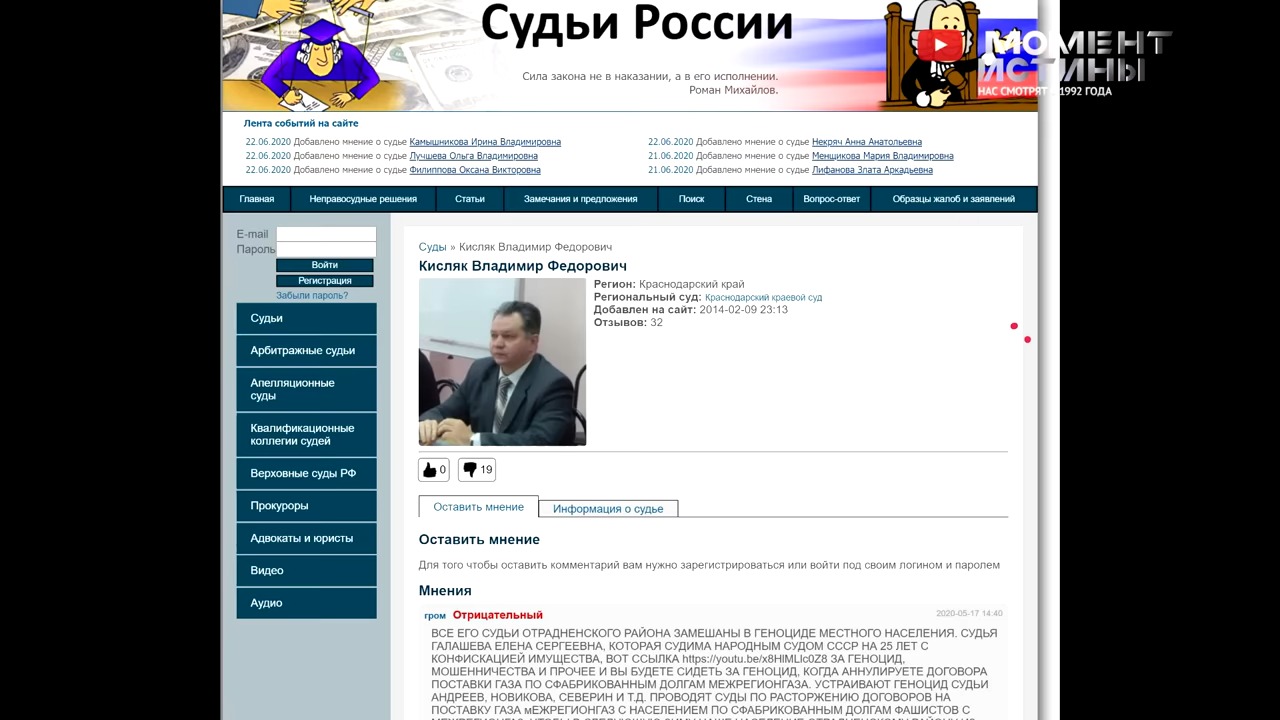 Судьи России
МОМЕНТ
ИСТИНЫ
НАС СМОТРЯТ С 1992 ГОДА
Сила закона не в наказании, а в его исполнении.
Роман Михайлов.
Лента событий на сайте
22.06.2020 Добавлено мнение о судье Камышникова Ирина Владимировна
22.06.2020 Добавлено мнение о судье Лучшева Ольга Владимировна
22.06.2020 Добавлено мнение о судье Филиппова Оксана Викторовна
22.06.2020 Добавлено мнение о судье Некряч Анна Анатольевна
21.06.2020 Добавлено мнение о судье Менщикова Мария Владимировна
21.06.2020 Добавлено мнение о судье Лифанова Злата Аркадьевна
Главная Неправосудные решения Статьи Замечания и предложения Поиск Стена Вопрос-ответ Образцы жалоб и заявлений
E-mail
Пароль
Войти
Регистрация
Забыли пароль?
Судьи
Арбитражные судьи
Апелляционные
суды
Квалификационные
коллегии судей
Верховные суды РФ
Прокуроры
Адвокаты и юристы
Видео
Аудио
Суды » Кисляк Владимир Федорович
Кисляк Владимир Федорович
Регион: Краснодарский край
Региональный суд: Краснодарский краевой суд
Добавлен на сайт: 2014-02-09 23:13
Отзывов: 32
0 19
Оставить мнение Информация о судье
Оставить мнение
Для того чтобы оставить комментарий вам нужно зарегистрироваться или войти под своим логином и паролем
Мнения
гром Отрицательный 2020-05-17 14:40
ВСЕ ЕГО СУДЬИ ОТРАДНЕНСКОГО РАЙОНА ЗАМЕШАНЫ В ГЕНОЦИДЕ МЕСТНОГО НАСЕЛЕНИЯ. СУДЬЯ
ГАЛАШЕВА ЕЛЕНА СЕРГЕЕВНА, КОТОРАЯ СУДИМА НАРОДНЫМ СУДОМ СССР НА 25 ЛЕТ С
КОНФИСКАЦИЕЙ ИМУЩЕСТВА, ВОТ ССЫЛКА https://youtu.be/x8HIMLIc0Z8 ЗА ГЕНОЦИД,
МОШЕННИЧЕСТВА И ПРОЧЕЕ И ВЫ БУДЕТЕ СИДЕТЬ ЗА ГЕНОЦИД, КОГДА АННУЛИРУЕТЕ ДОГОВОРА
ПОСТАВКИ ГАЗА ПО СФАБРИКОВАННЫМ ДОЛГАМ МЕЖРЕГИОНГАЗА. УСТРАИВАЮТ ГЕНОЦИД СУДЬИ
АНДРЕЕВ, НОВИКОВА, СЕВЕРИН И Т.Д. ПРОВОДЯТ СУДЫ ПО РАСТОРЖЕНИЮ ДОГОВОРОВ НА
ПОСТАВКУ ГАЗА мЕЖРЕГИОНГАЗ С НАСЕЛЕНИЕМ ПО СФАБРИКОВАННЫМ ДОЛГАМ ФАШИСТОВ С